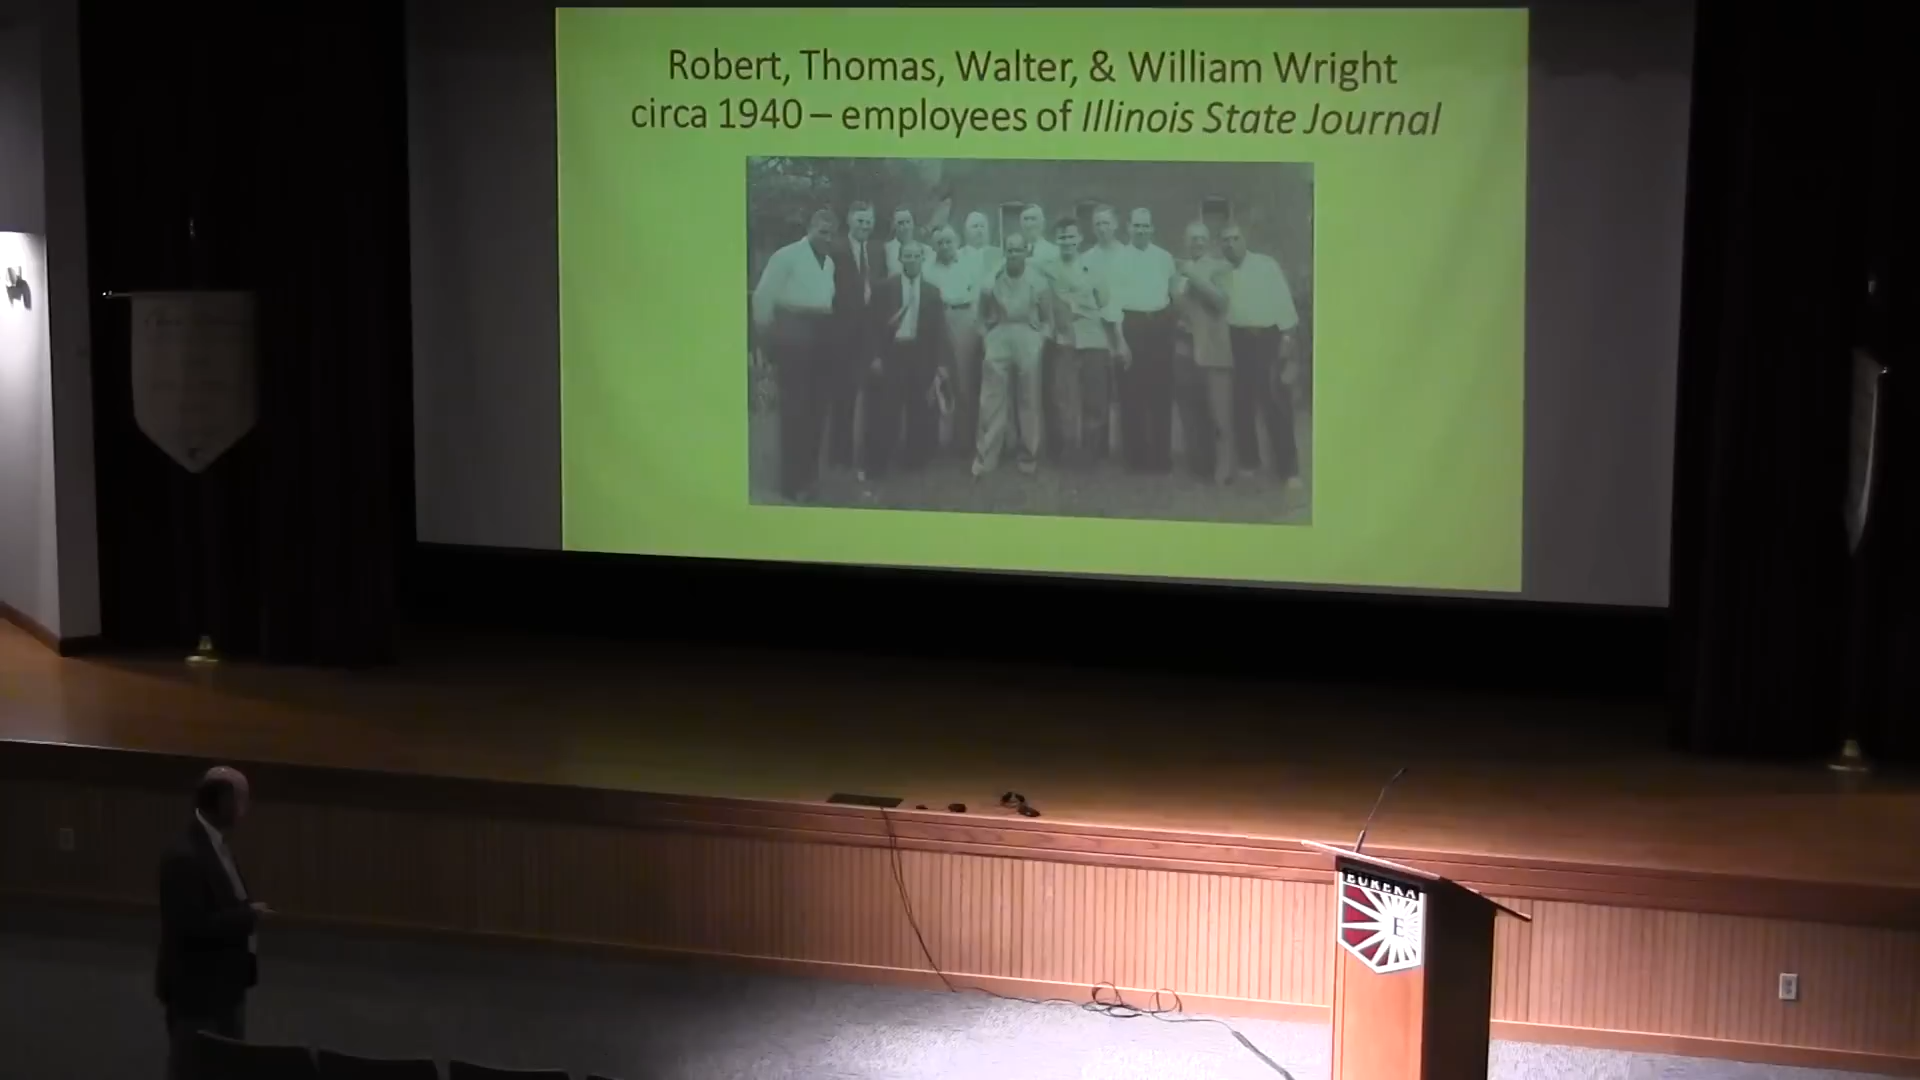 Robert, Thomas, Walter, & William Wright
circa 1940 – employees of Illinois State Journal
EUREKA
E